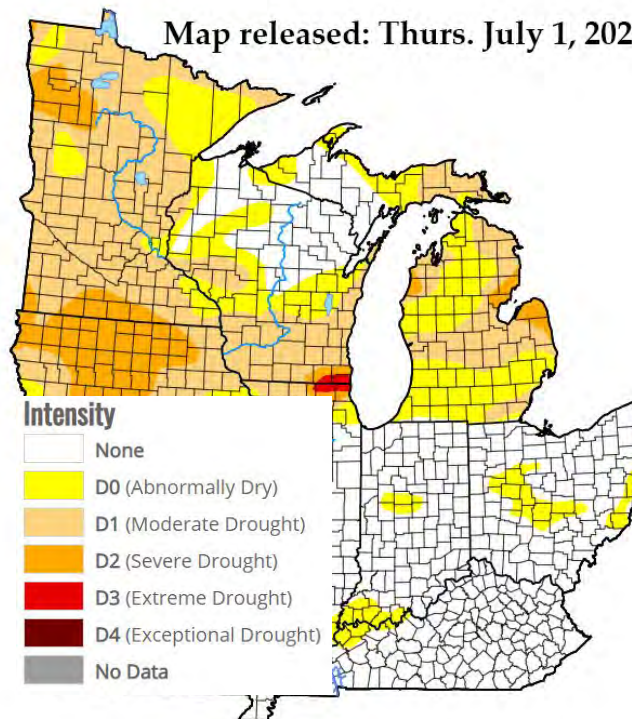 Map released: Thurs. July 1, 202
Intensity
None
D0 (Abnormally Dry)
D1 (Moderate Drought)
D2 (Severe Drought)
D3 (Extreme Drought)
D4 (Exceptional Drought)
No Data